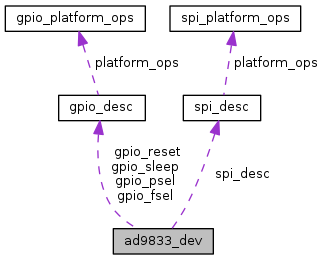 gpio_platform_ops
spi_platform_ops
platform_ops
platform_ops
gpio_desc
spi_desc
gpio_reset
gpio_sleep
gpio_psel
gpio_fsel
spi_desc
ad9833_dev